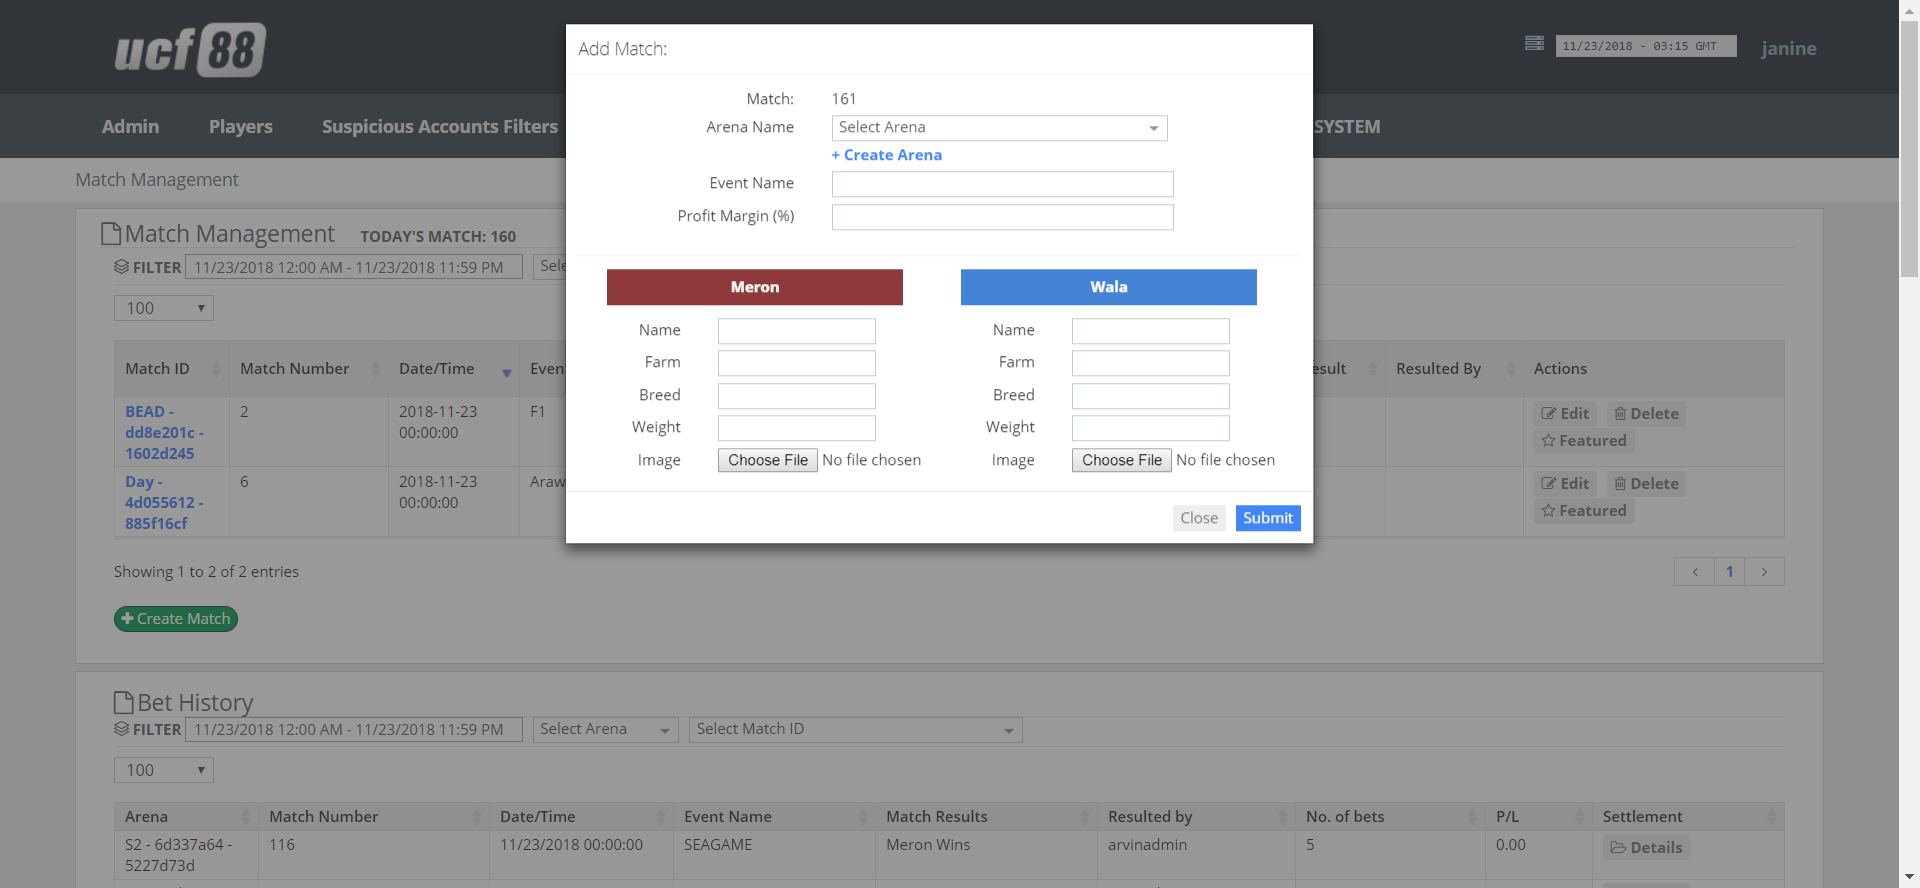 ucf 88
11/23/2018 - 03:15 GMT
janine
Admin
Players
Suspicious Accounts Filters
SYSTEM
Match Management
Add Match:
Match:
161
Arena Name
Select Arena
+ Create Arena
Event Name
Profit Margin (%)
Meron
Wala
Name
Name
Farm
Farm
Breed
Breed
Weight
Weight
Image
Choose File No file chosen
Image
Choose File No file chosen
Close
Submit
Match Management
TODAY'S MATCH: 160
FILTER
11/23/2018 12:00 AM - 11/23/2018 11:59 PM
100
Match ID
Match Number
Date/Time
Resulted By
Actions
BEAD -
dd8e201c -
1602d245
2
2018-11-23
00:00:00
F1
Edit
Delete
Featured
Day -
4d055612 -
885f16cf
6
2018-11-23
00:00:00
Araw
Edit
Delete
Featured
Showing 1 to 2 of 2 entries
< 1 >
Create Match
Bet History
FILTER
11/23/2018 12:00 AM - 11/23/2018 11:59 PM
Select Arena
Select Match ID
100
Arena
Match Number
Date/Time
Event Name
Match Results
Resulted by
No. of bets
P/L
Settlement
S2 - 6d337a64 -
5227d73d
116
11/23/2018 00:00:00
SEAGAME
Meron Wins
arvinadmin
5
0.00
Details